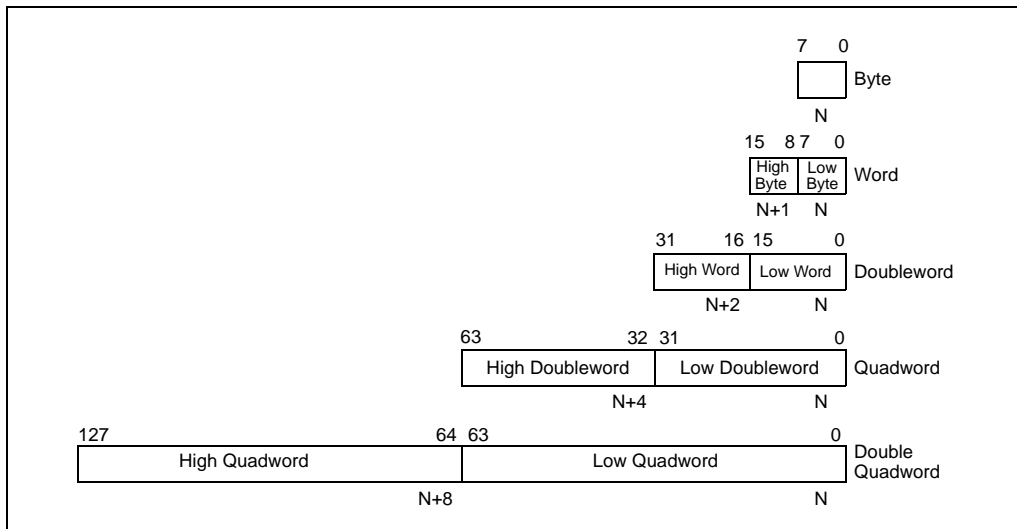 7 0
Byte
N
15 8 7 0
High Byte Low Byte Word
N+1 N
31 16 15 0
High Word Low Word Doubleword
N+2 N
63 32 31 0
High Doubleword Low Doubleword Quadword
N+4 N
127 64 63 0
High Quadword Low Quadword Double Quadword
N+8 N